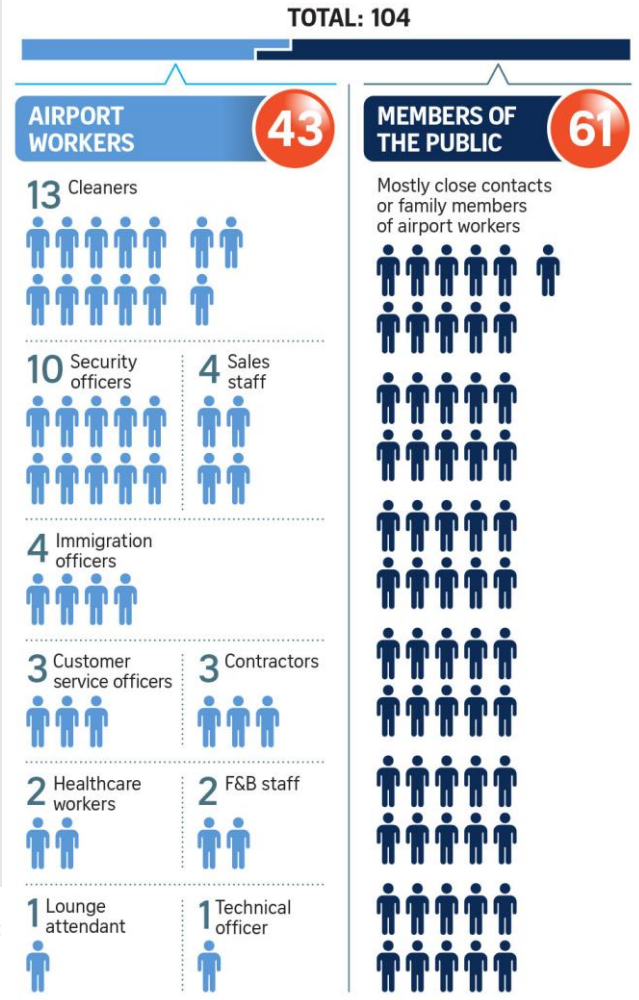 TOTAL: 104
AIRPORT
WORKERS
43
13 Cleaners
10 Security
officers
4 Sales
staff
4 Immigration
officers
3 Customer
service officers
3 Contractors
2 Healthcare
workers
2 F&B staff
1 Lounge
attendant
1 Technical
officer
MEMBERS OF
THE PUBLIC
61
Mostly close contacts
or family members
of airport workers